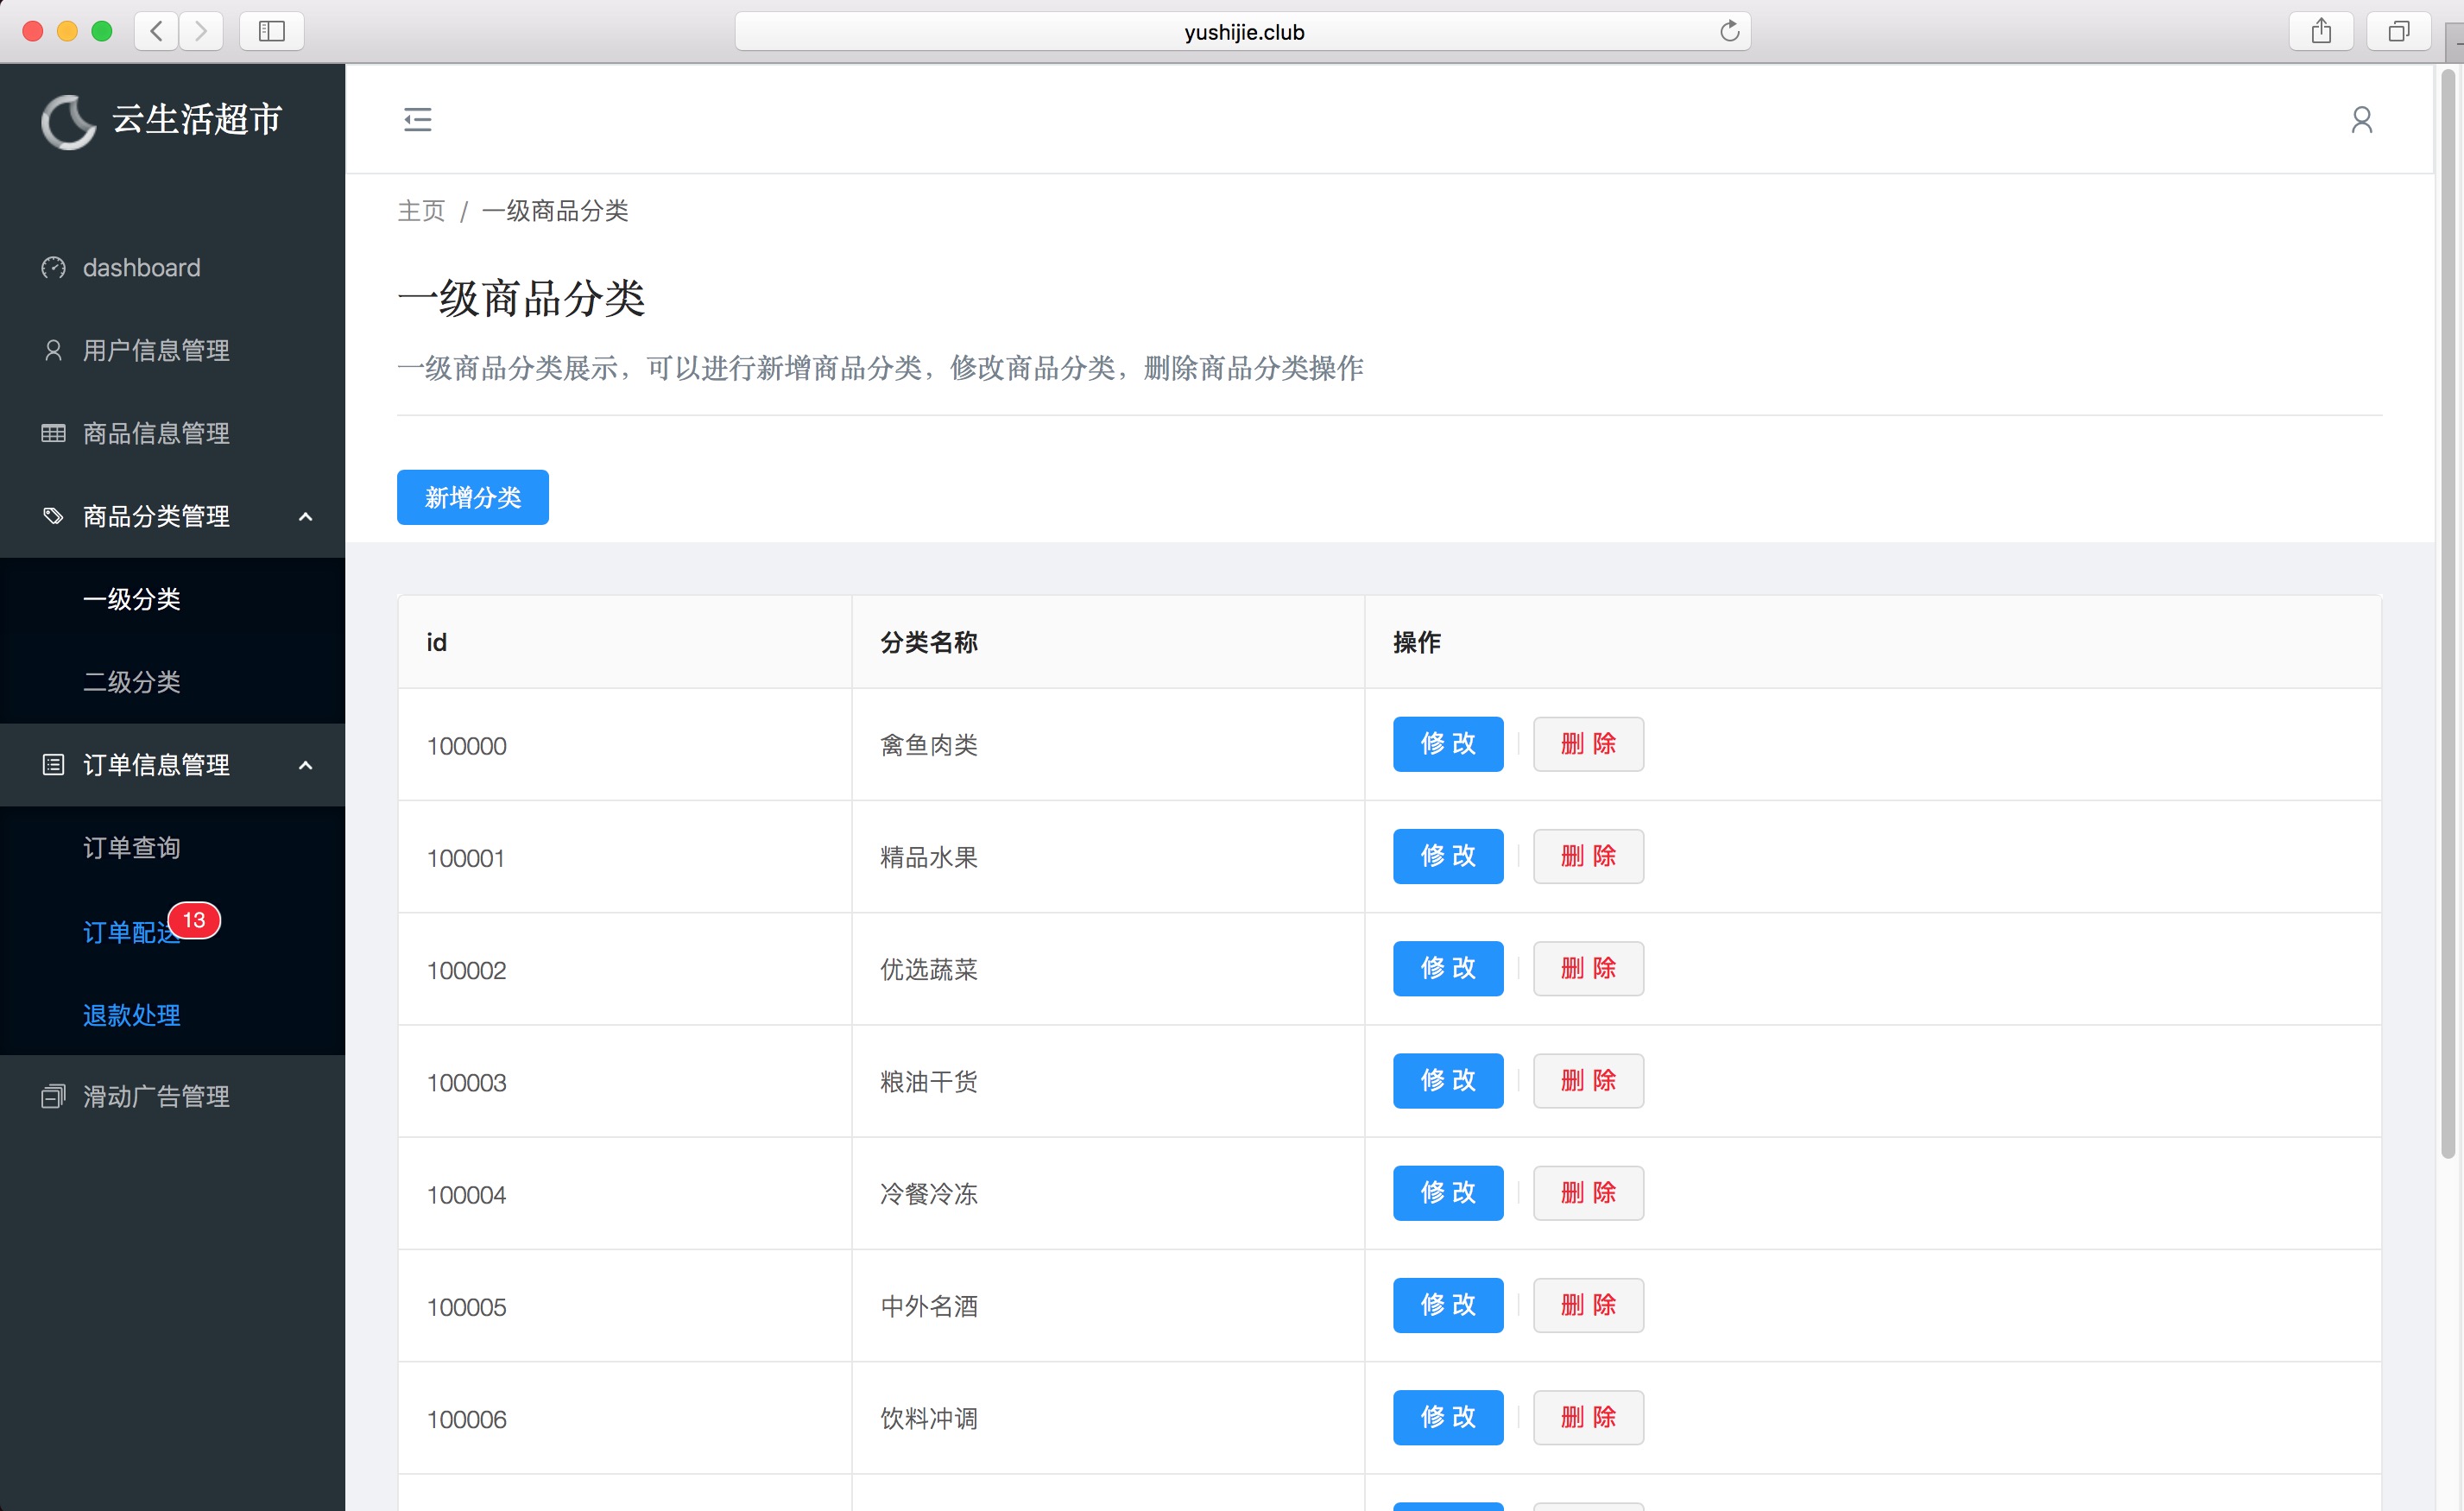 yushijie.club
云生活超市
dashboard
用户信息管理
商品信息管理
商品分类管理
一级分类
二级分类
订单信息管理
订单查询
订单配送 13
退款处理
滑动广告管理
主页 / 一级商品分类
一级商品分类
一级商品分类展示，可以进行新增商品分类，修改商品分类，删除商品分类操作
新增分类
id 分类名称 操作
100000 禽鱼肉类 修 改 删 除
100001 精品水果 修 改 删 除
100002 优选蔬菜 修 改 删 除
100003 粮油干货 修 改 删 除
100004 冷餐冷冻 修 改 删 除
100005 中外名酒 修 改 删 除
100006 饮料冲调 修 改 删 除